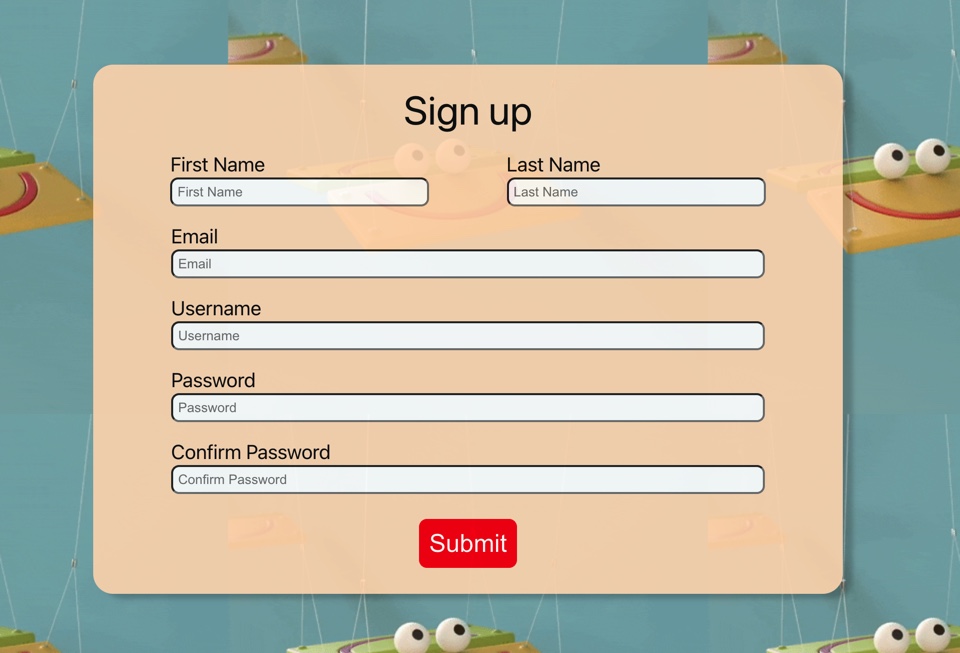 Sign up
First Name Last Name
First Name Last Name
Email
Email
Username
Username
Password
Password
Confirm Password
Confirm Password
Submit